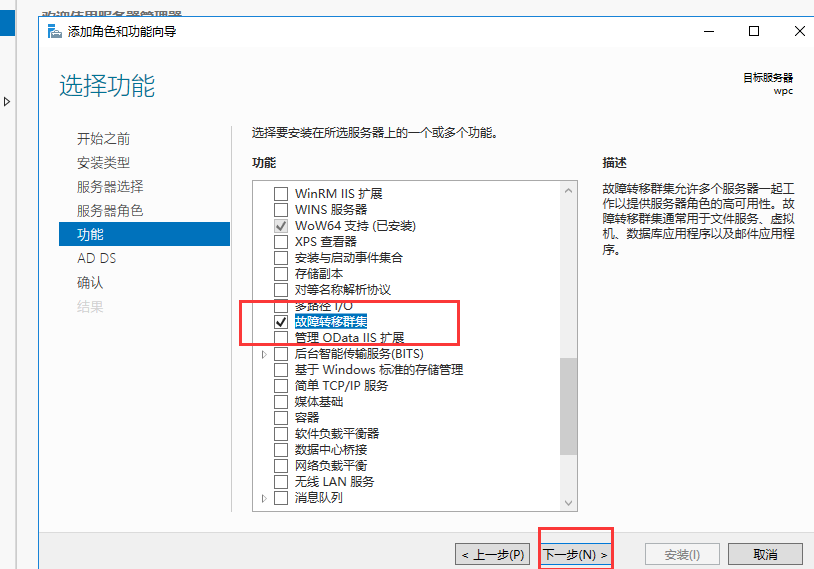 欢迎使用服务器管理器
添加角色和功能向导
选择功能
目标服务器
wpc
开始之前
安装类型
服务器选择
服务器角色
功能
AD DS
确认
结果
选择要安装在所选服务器上的一个或多个功能。
功能
WinRM IIS 扩展
WINS 服务器
WoW64 支持 (已安装)
XPS 查看器
安装与启动事件集合
存储副本
对等名称解析协议
多路径 I/O
故障转移群集
管理 OData IIS 扩展
后台智能传输服务(BITS)
基于 Windows 标准的存储管理
简单 TCP/IP 服务
媒体基础
容器
软件负载平衡器
数据中心桥接
网络负载平衡
无线 LAN 服务
消息队列
描述
故障转移群集允许多个服务器一起工
作以提供服务器角色的高可用性。故
障转移群集通常用于文件服务、虚拟
机、数据库应用程序以及邮件应用程
序。
< 上一步(P)
下一步(N) >
安装(I)
取消